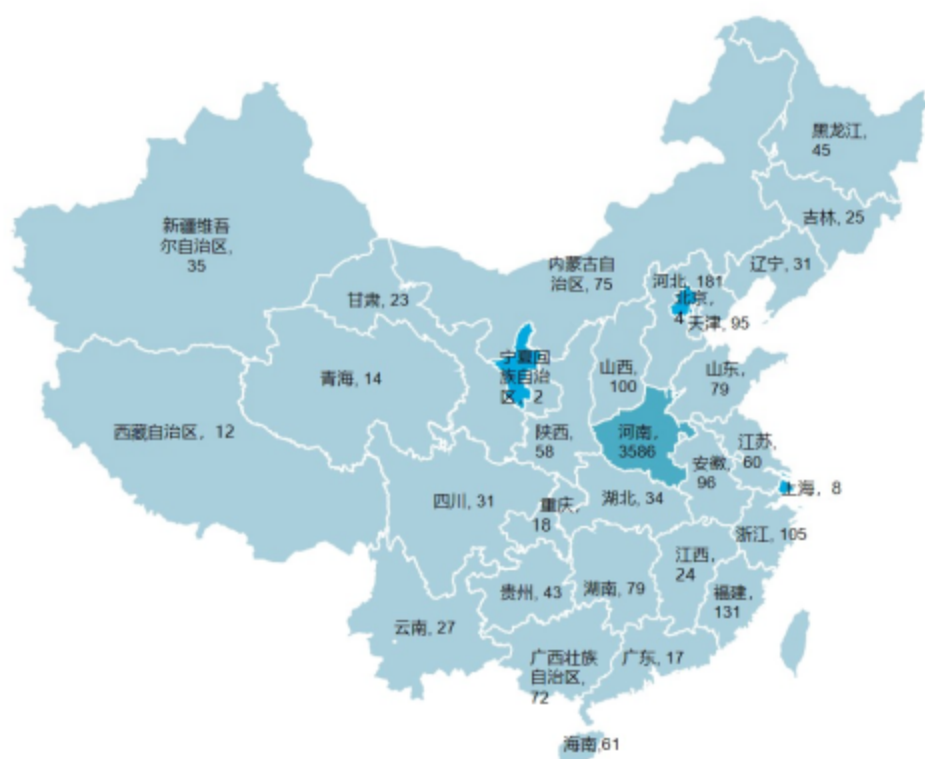 黑龙江,
45
吉林, 25
新疆维吾
尔自治区,
35
内蒙古自
治区, 75
辽宁, 31
河北, 181
北京,
4
天津, 95
甘肃, 23
宁夏回
族自治
区, 2
山西,
100
山东,
79
青海, 14
西藏自治区, 12
陕西,
58
河南,
3586
江苏,
60
安徽,
96
上海, 8
四川, 31
重庆,
18
湖北, 34
浙江, 105
江西,
24
贵州, 43
湖南, 79
福建,
131
云南, 27
广西壮族
自治区,
72
广东, 17
海南,61